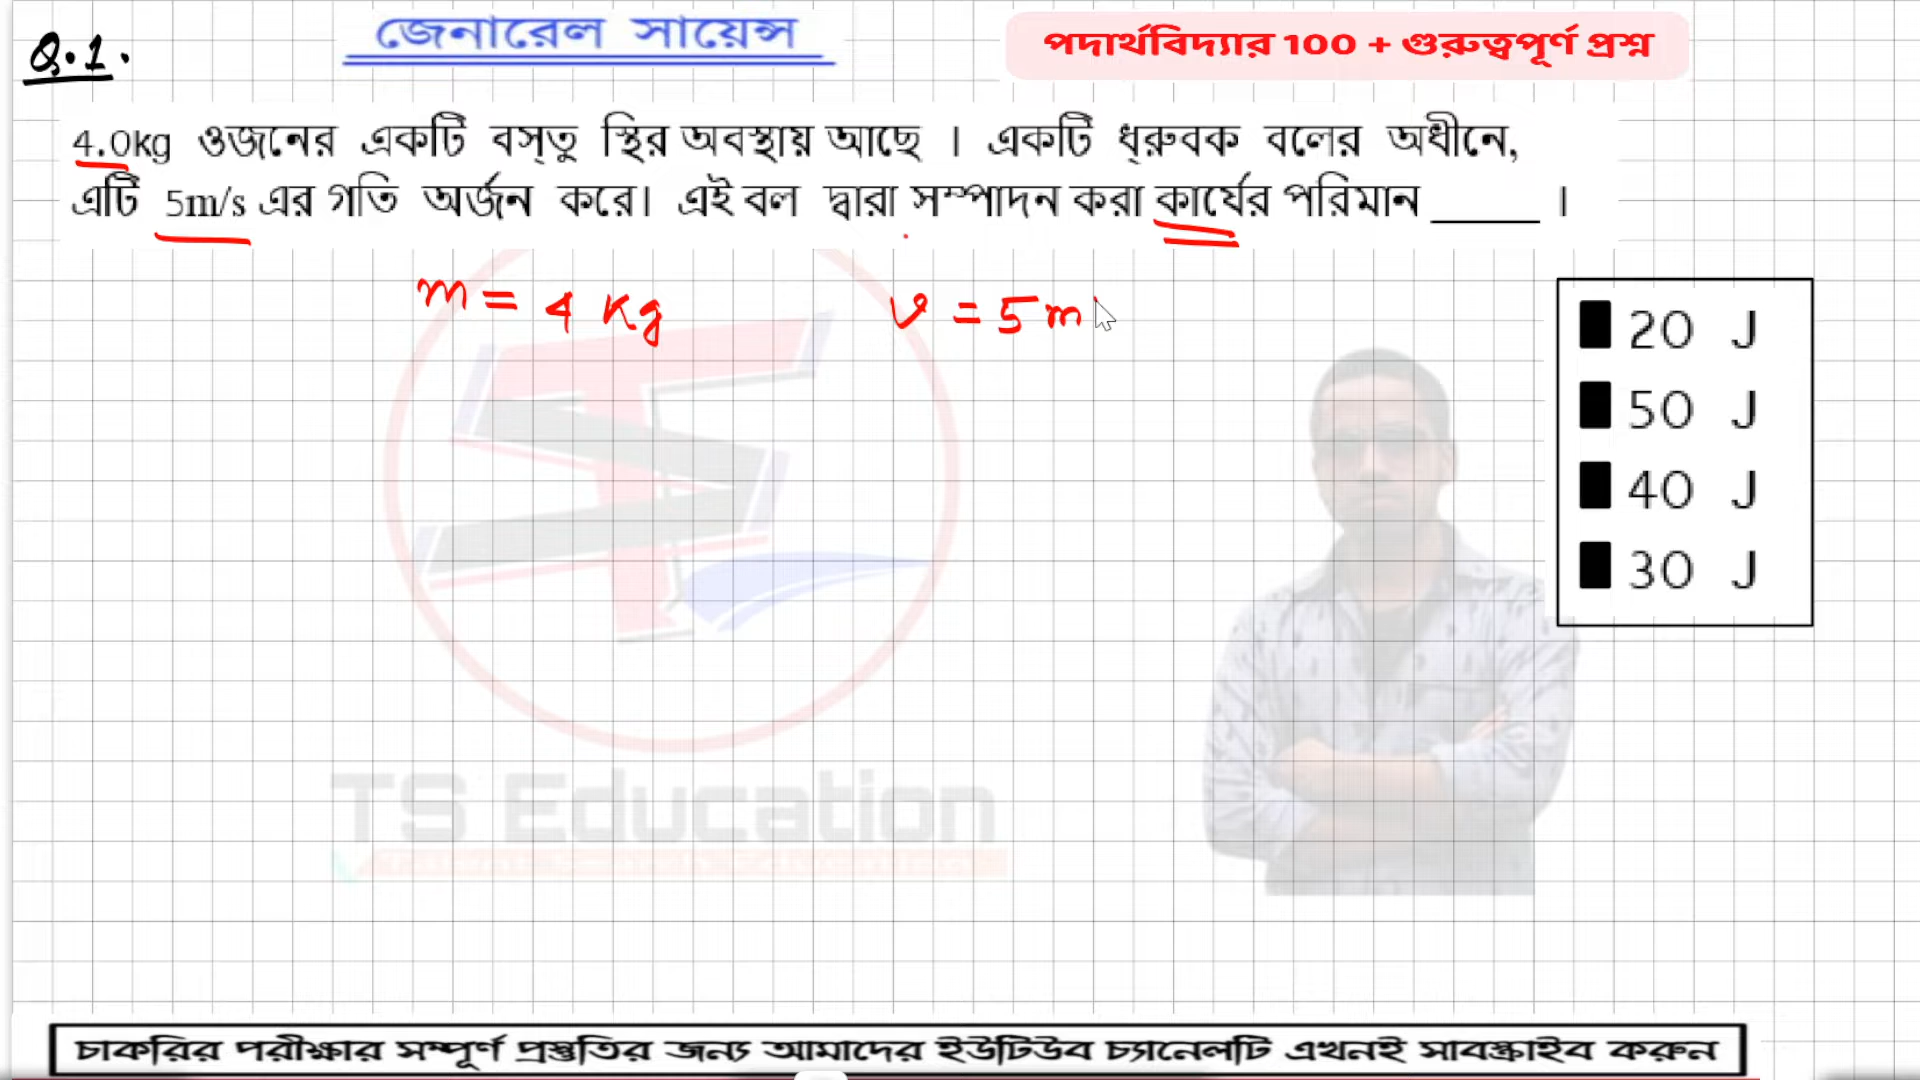 Q.1.
জেনারেল সায়েন্স
পদার্থবিদ্যার 100 + গুরুত্বপূর্ণ প্রশ্ন
4.0kg ওজনের একটি বস্তু স্থির অবস্থায় আছে । একটি ধ্রুবক বলের অধীনে,
এটি 5m/s এর গতি অর্জন করে। এই বল দ্বারা সম্পাদন করা কার্যের পরিমান _____ ।
m = 4 Kg v = 5 m
20 J
50 J
40 J
30 J
TS Education
চাকরির পরীক্ষার সম্পূর্ণ প্রস্তুতির জন্য আমাদের ইউটিউব চ্যানেলটি এখনই সাবস্ক্রাইব করুন